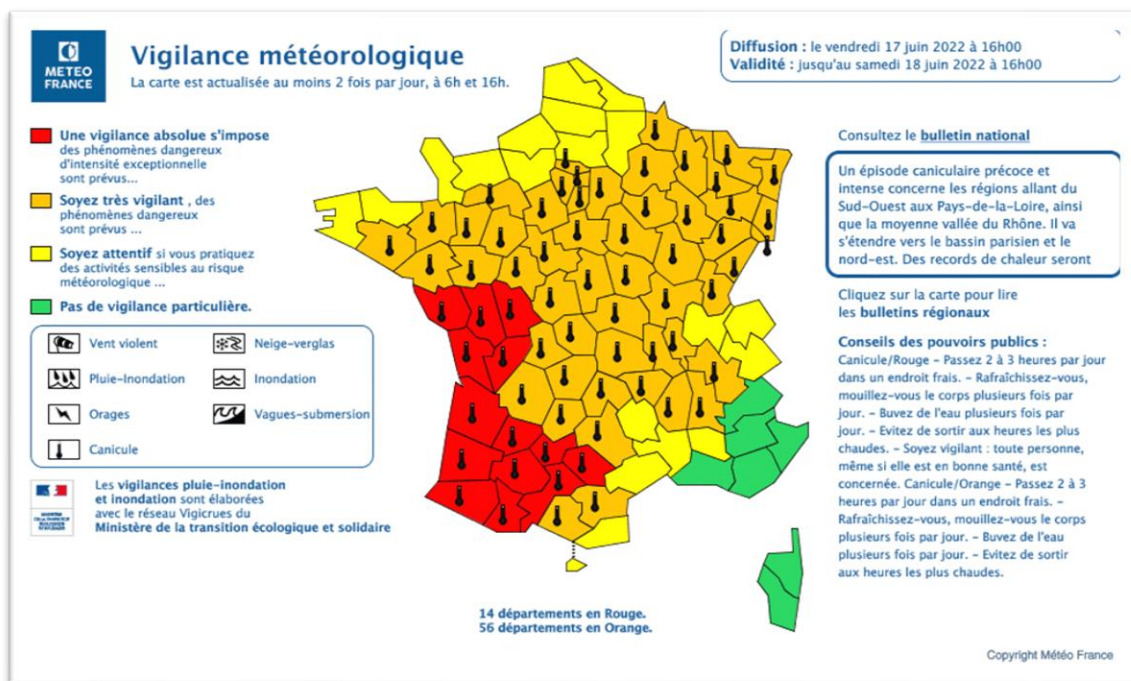 METEO
FRANCE
Vigilance météorologique
La carte est actualisée au moins 2 fois par jour, à 6h et 16h.
Diffusion : le vendredi 17 juin 2022 à 16h00
Validité : jusqu'au samedi 18 juin 2022 à 16h00
Une vigilance absolue s'impose
des phénomènes dangereux
d'intensité exceptionnelle
sont prévus...
Soyez très vigilant , des
phénomènes dangereux
sont prévus ...
Soyez attentif si vous pratiquez
des activités sensibles au risque
météorologique ...
Pas de vigilance particulière.
Vent violent
Neige-verglas
Pluie-Inondation
Inondation
Orages
Vagues-submersion
Canicule
Les vigilances pluie-inondation
et inondation sont élaborées
avec le réseau Vigicrues du
Ministère de la transition écologique et solidaire
14 départements en Rouge.
56 départements en Orange.
Consultez le bulletin national
Un épisode caniculaire précoce et
intense concerne les régions allant du
Sud-Ouest aux Pays-de-la-Loire, ainsi
que la moyenne vallée du Rhône. Il va
s'étendre vers le bassin parisien et le
nord-est. Des records de chaleur seront
Cliquez sur la carte pour lire
les bulletins régionaux
Conseils des pouvoirs publics :
Canicule/Rouge - Passez 2 à 3 heures par jour
dans un endroit frais. - Rafraîchissez-vous,
mouillez-vous le corps plusieurs fois par
jour. - Buvez de l'eau plusieurs fois par
jour. - Evitez de sortir aux heures les plus
chaudes. - Soyez vigilant : toute personne,
même si elle est en bonne santé, est
concernée. Canicule/Orange - Passez 2 à 3
heures par jour dans un endroit frais. -
Rafraîchissez-vous, mouillez-vous le corps
plusieurs fois par jour. - Buvez de l'eau
plusieurs fois par jour. - Evitez de sortir
aux heures les plus chaudes.
Copyright Météo France